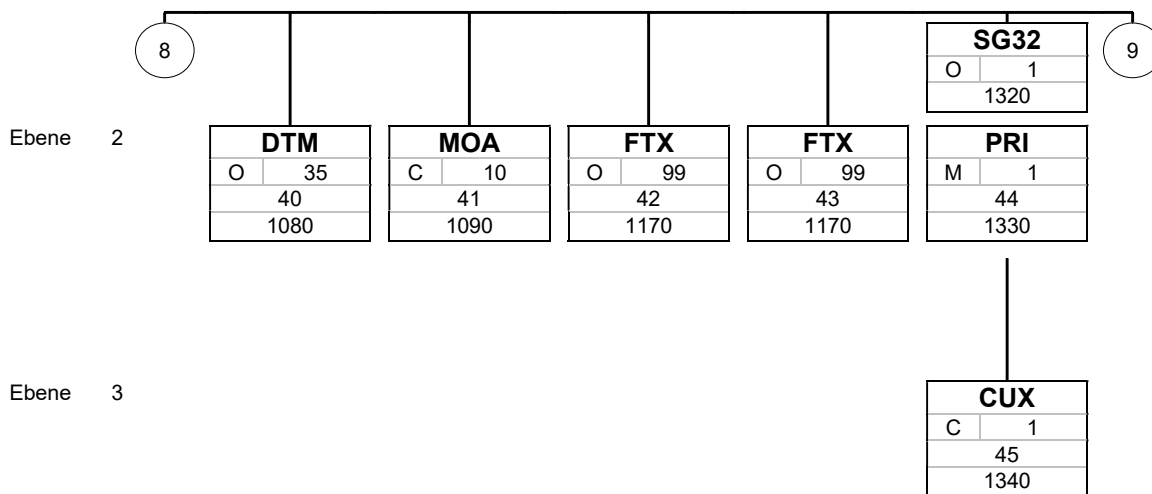 8
SG32
9
O 1
1320
Ebene 2
DTM MOA FTX FTX PRI
O 35 C 10 O 99 O 99 M 1
40 41 42 43 44
1080 1090 1170 1170 1330
Ebene 3
CUX
C 1
45
1340